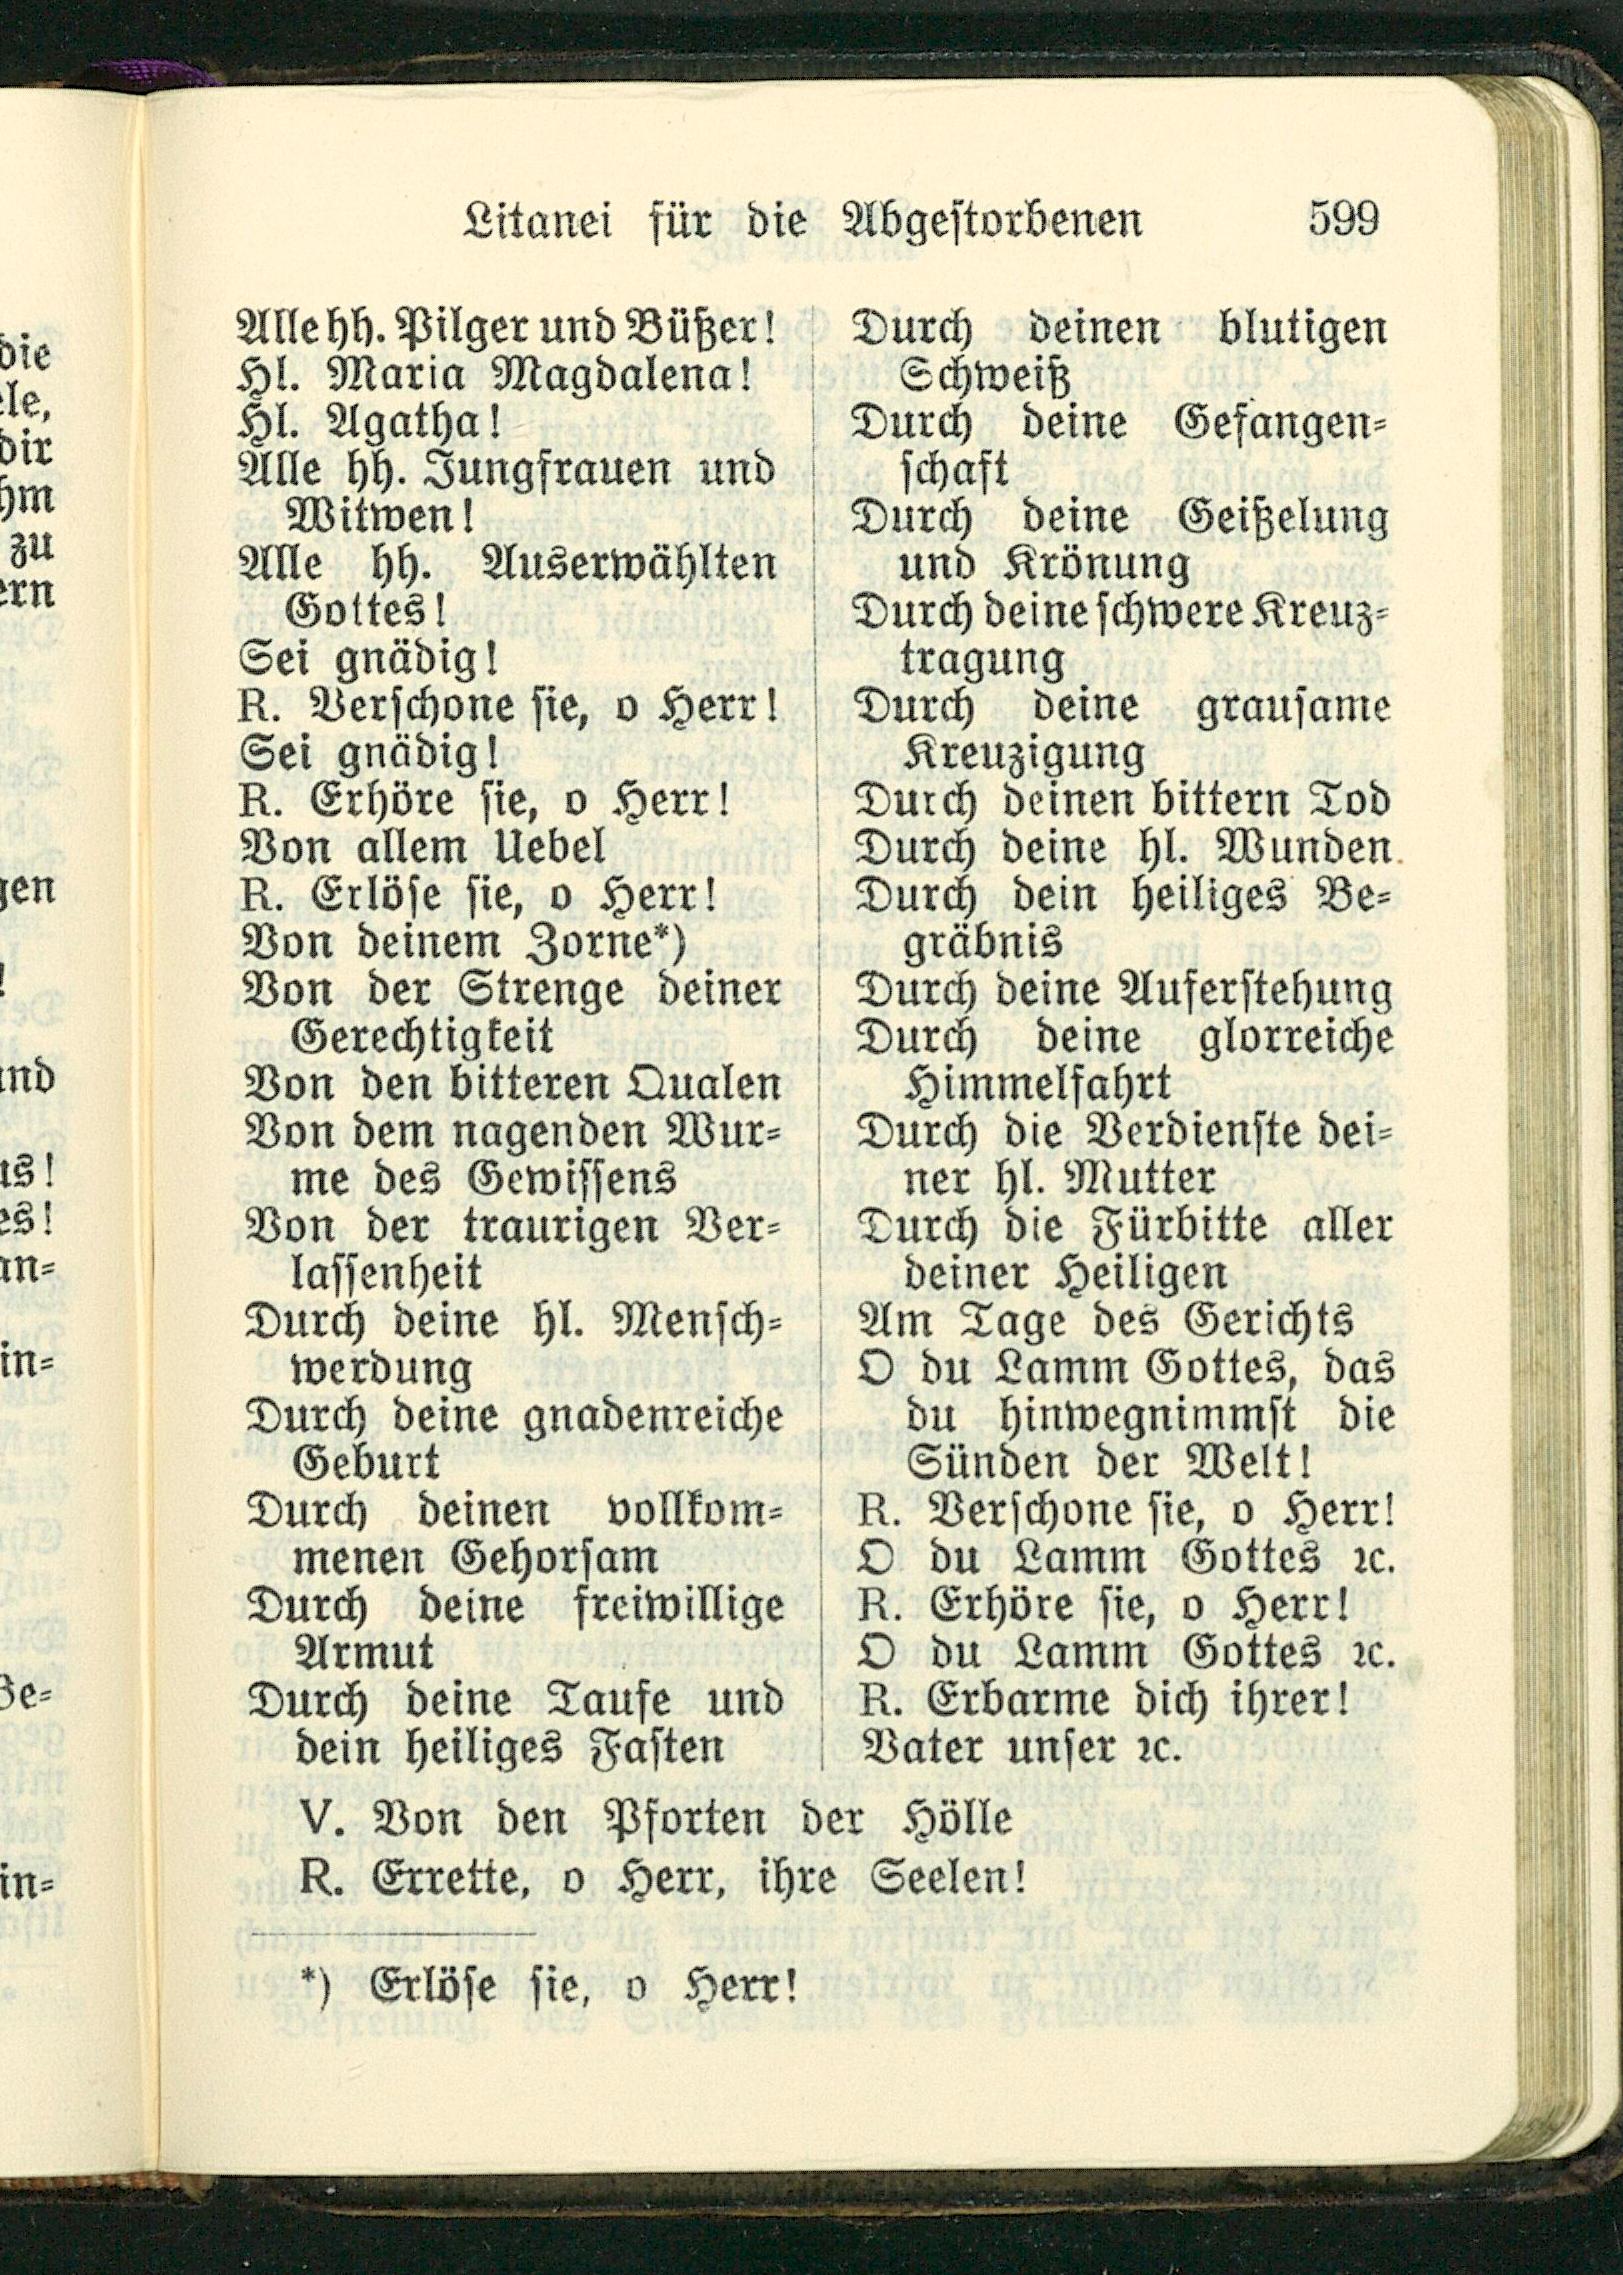 Litanei für die Abgestorbenen 599
Alle hh. Pilger und Büßer!
Hl. Maria Magdalena!
Hl. Agatha!
Alle hh. Jungfrauen und
Witwen!
Alle hh. Auserwählten
Gottes!
Sei gnädig!
R. Verschone sie, o Herr!
Sei gnädig!
R. Erhöre sie, o Herr!
Von allem Uebel
R. Erlöse sie, o Herr!
Von deinem Zorne*)
Von der Strenge deiner
Gerechtigkeit
Von den bitteren Qualen
Von dem nagenden Wur-
me des Gewissens
Von der traurigen Ver-
lassenheit
Durch deine hl. Mensch-
werdung
Durch deine gnadenreiche
Geburt
Durch deinen vollkom-
menen Gehorsam
Durch deine freiwillige
Armut
Durch deine Taufe und
dein heiliges Fasten
Durch deinen blutigen
Schweiß
Durch deine Gefangen-
schaft
Durch deine Geißelung
und Krönung
Durch deine schwere Kreuz-
tragung
Durch deine grausame
Kreuzigung
Durch deinen bittern Tod
Durch deine hl. Wunden
Durch dein heiliges Be-
gräbnis
Durch deine Auferstehung
Durch deine glorreiche
Himmelfahrt
Durch die Verdienste dei-
ner hl. Mutter
Durch die Fürbitte aller
deiner Heiligen
Am Tage des Gerichts
O du Lamm Gottes, das
du hinwegnimmst die
Sünden der Welt!
R. Verschone sie, o Herr!
O du Lamm Gottes ꝛc.
R. Erhöre sie, o Herr!
O du Lamm Gottes ꝛc.
R. Erbarme dich ihrer!
Vater unser ꝛc.
V. Von den Pforten der Hölle
R. Errette, o Herr, ihre Seelen!
*) Erlöse sie, o Herr!